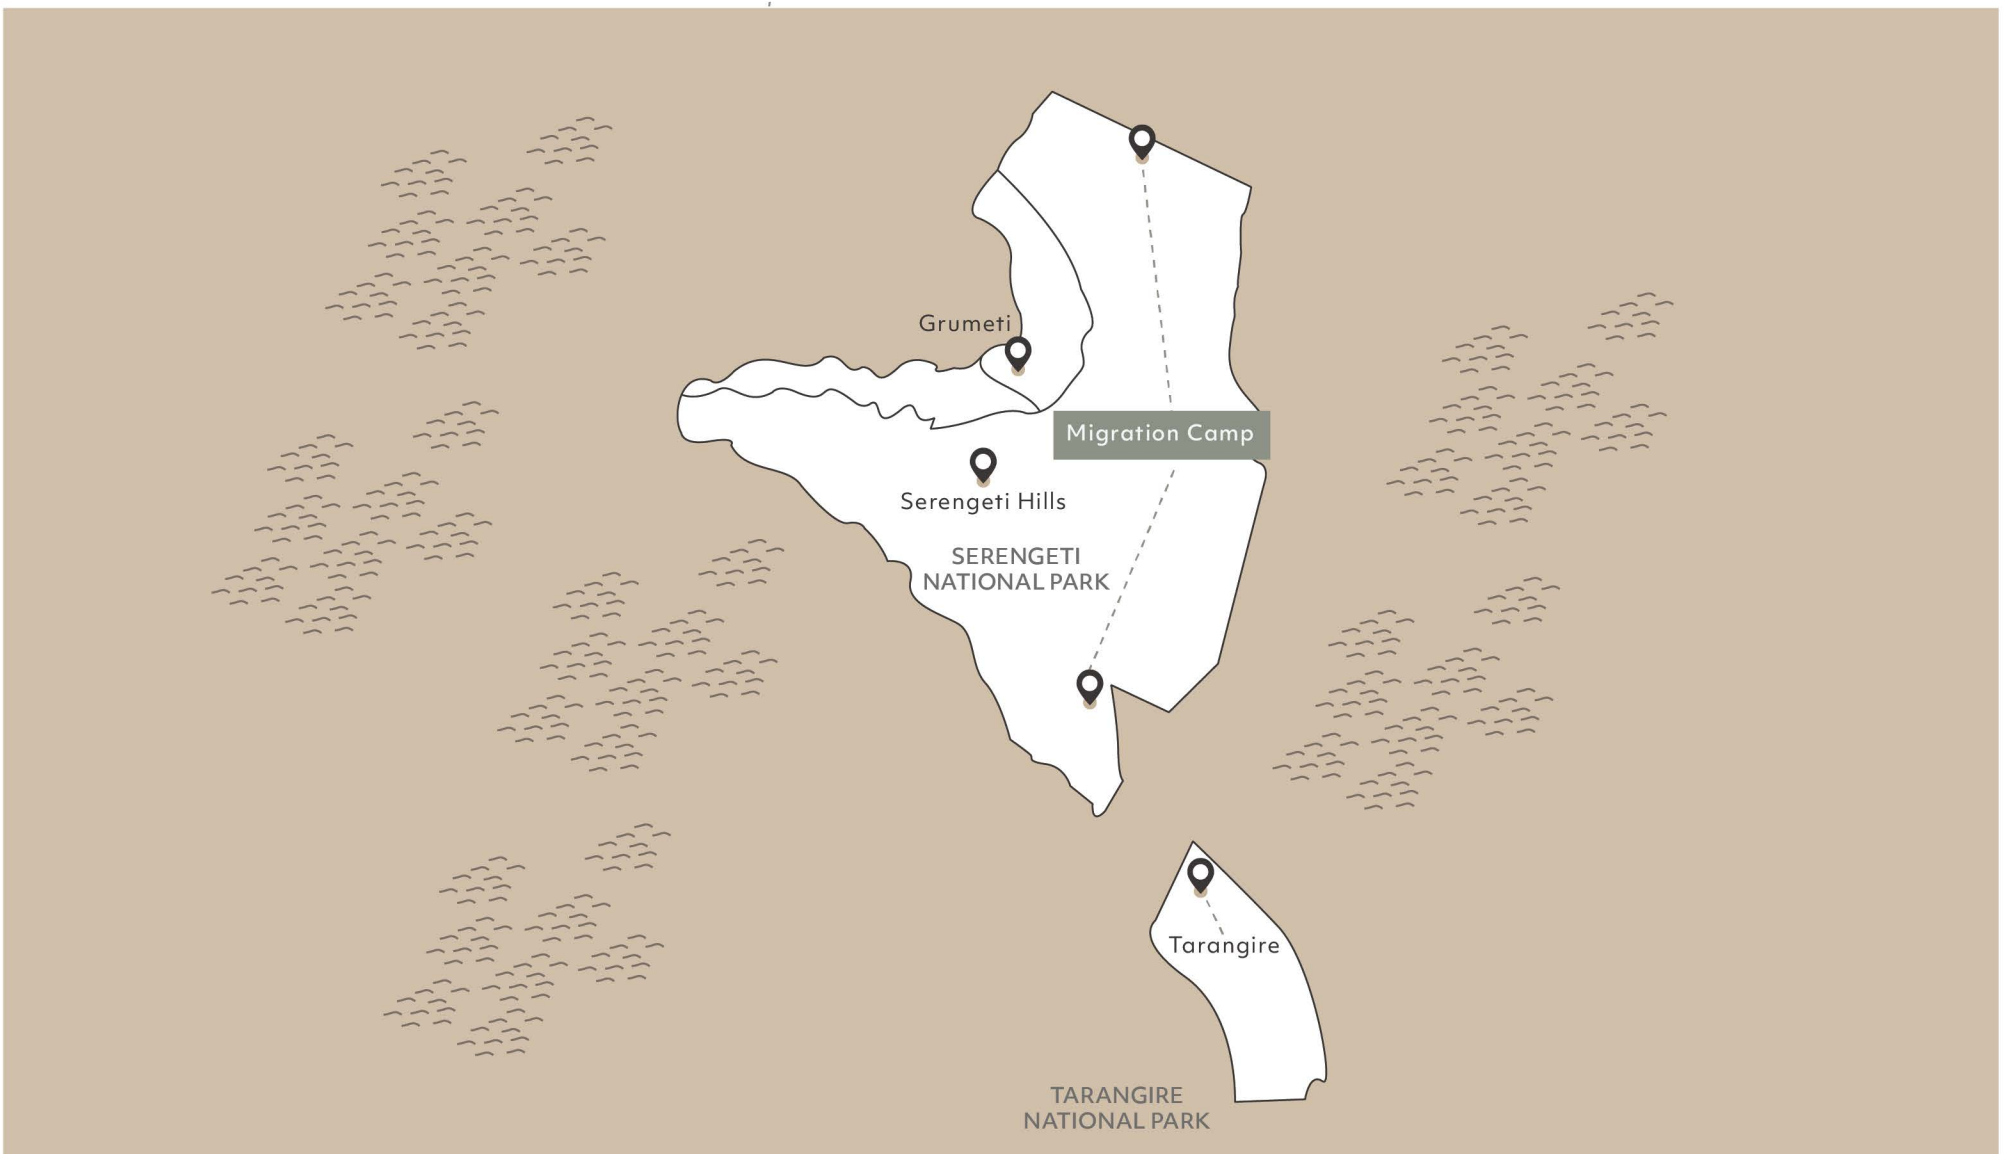 Grumeti
Migration Camp
Serengeti Hills
SERENGETI
NATIONAL PARK
Tarangire
TARANGIRE
NATIONAL PARK